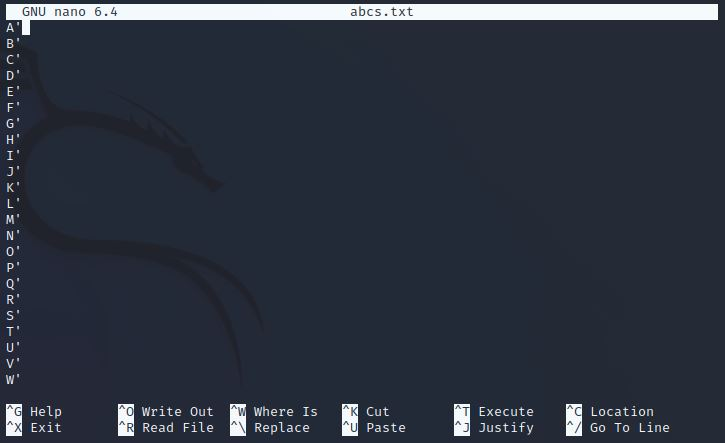 GNU nano 6.4 abcs.txt
A'
B'
C'
D'
E'
F'
G'
H'
I'
J'
K'
L'
M'
N'
O'
P'
Q'
R'
S'
T'
U'
V'
W'
^G Help ^O Write Out ^W Where Is ^K Cut ^T Execute ^C Location
^X Exit ^R Read File ^\ Replace ^U Paste ^J Justify ^/ Go To Line